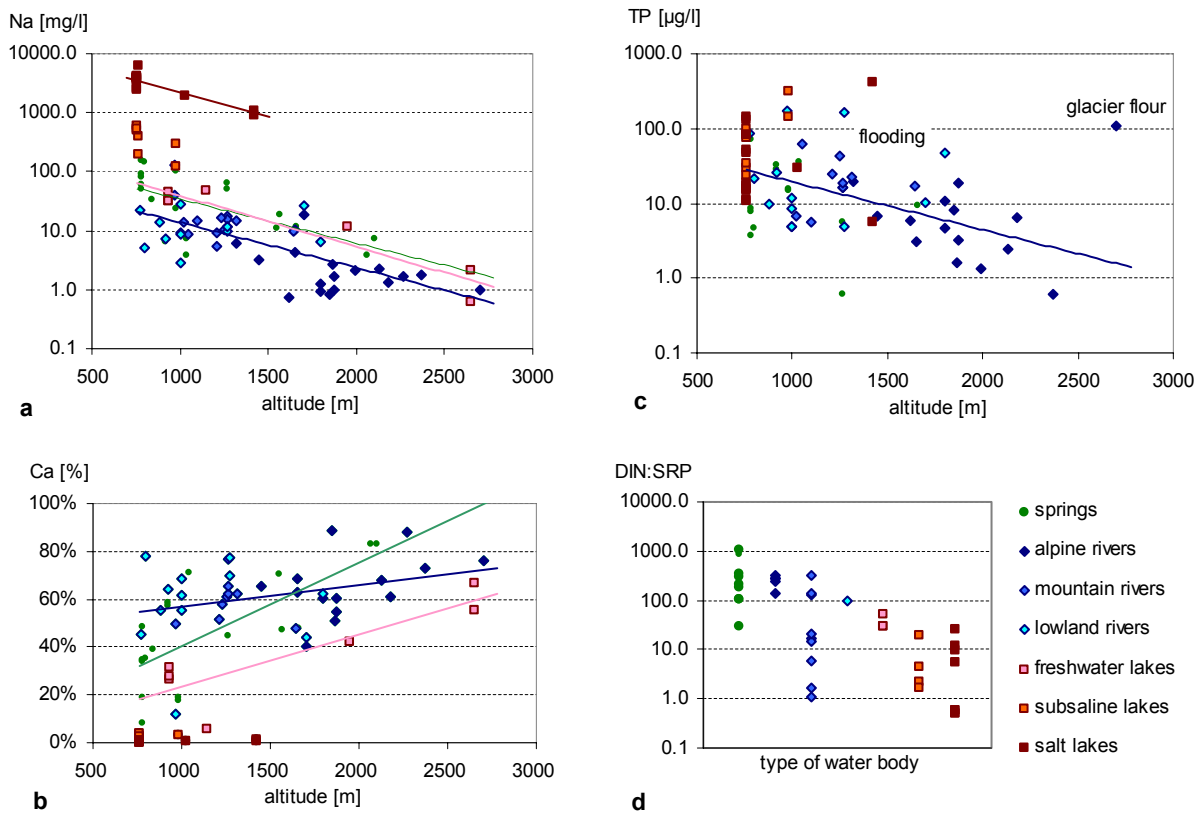 Na [mg/l]
10000.0
1000.0
100.0
10.0
1.0
0.1
500 1000 1500 2000 2500 3000
altitude [m]
a
TP [µg/l]
1000.0
100.0
10.0
1.0
0.1
glacier flour
flooding
500 1000 1500 2000 2500 3000
altitude [m]
c
Ca [%]
100%
80%
60%
40%
20%
0%
500 1000 1500 2000 2500 3000
altitude [m]
b
DIN:SRP
10000.0
1000.0
100.0
10.0
1.0
0.1
type of water body
d
springs
alpine rivers
mountain rivers
lowland rivers
freshwater lakes
subsaline lakes
salt lakes